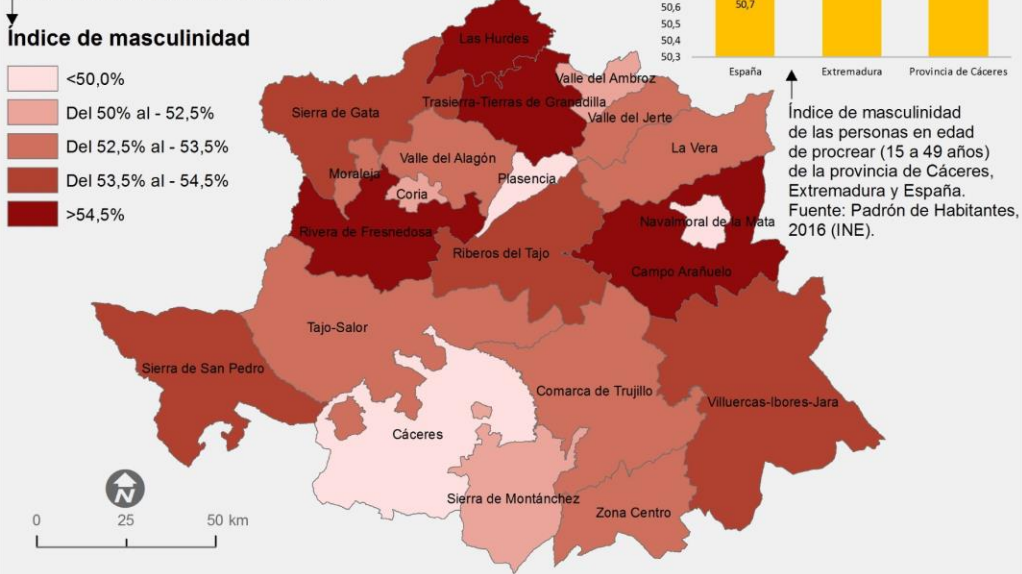 Índice de masculinidad
<50,0%
Del 50% al - 52,5%
Del 52,5% al - 53,5%
Del 53,5% al - 54,5%
>54,5%
50,6
50,5
50,4
50,3
50,7
España
Extremadura
Provincia de Cáceres
Índice de masculinidad
de las personas en edad
de procrear (15 a 49 años)
de la provincia de Cáceres,
Extremadura y España.
Fuente: Padrón de Habitantes,
2016 (INE).
Las Hurdes
Valle del Ambroz
Trasierra-Tierras de Granadilla
Sierra de Gata
Valle del Jerte
La Vera
Valle del Alagón
Moraleja
Plasencia
Coria
Navalmoral de la Mata
Rivera de Fresnedosa
Riberos del Tajo
Campo Arañuelo
Tajo-Salor
Sierra de San Pedro
Comarca de Trujillo
Villuercas-Ibores-Jara
Cáceres
Sierra de Montánchez
Zona Centro
N
0 25 50 km